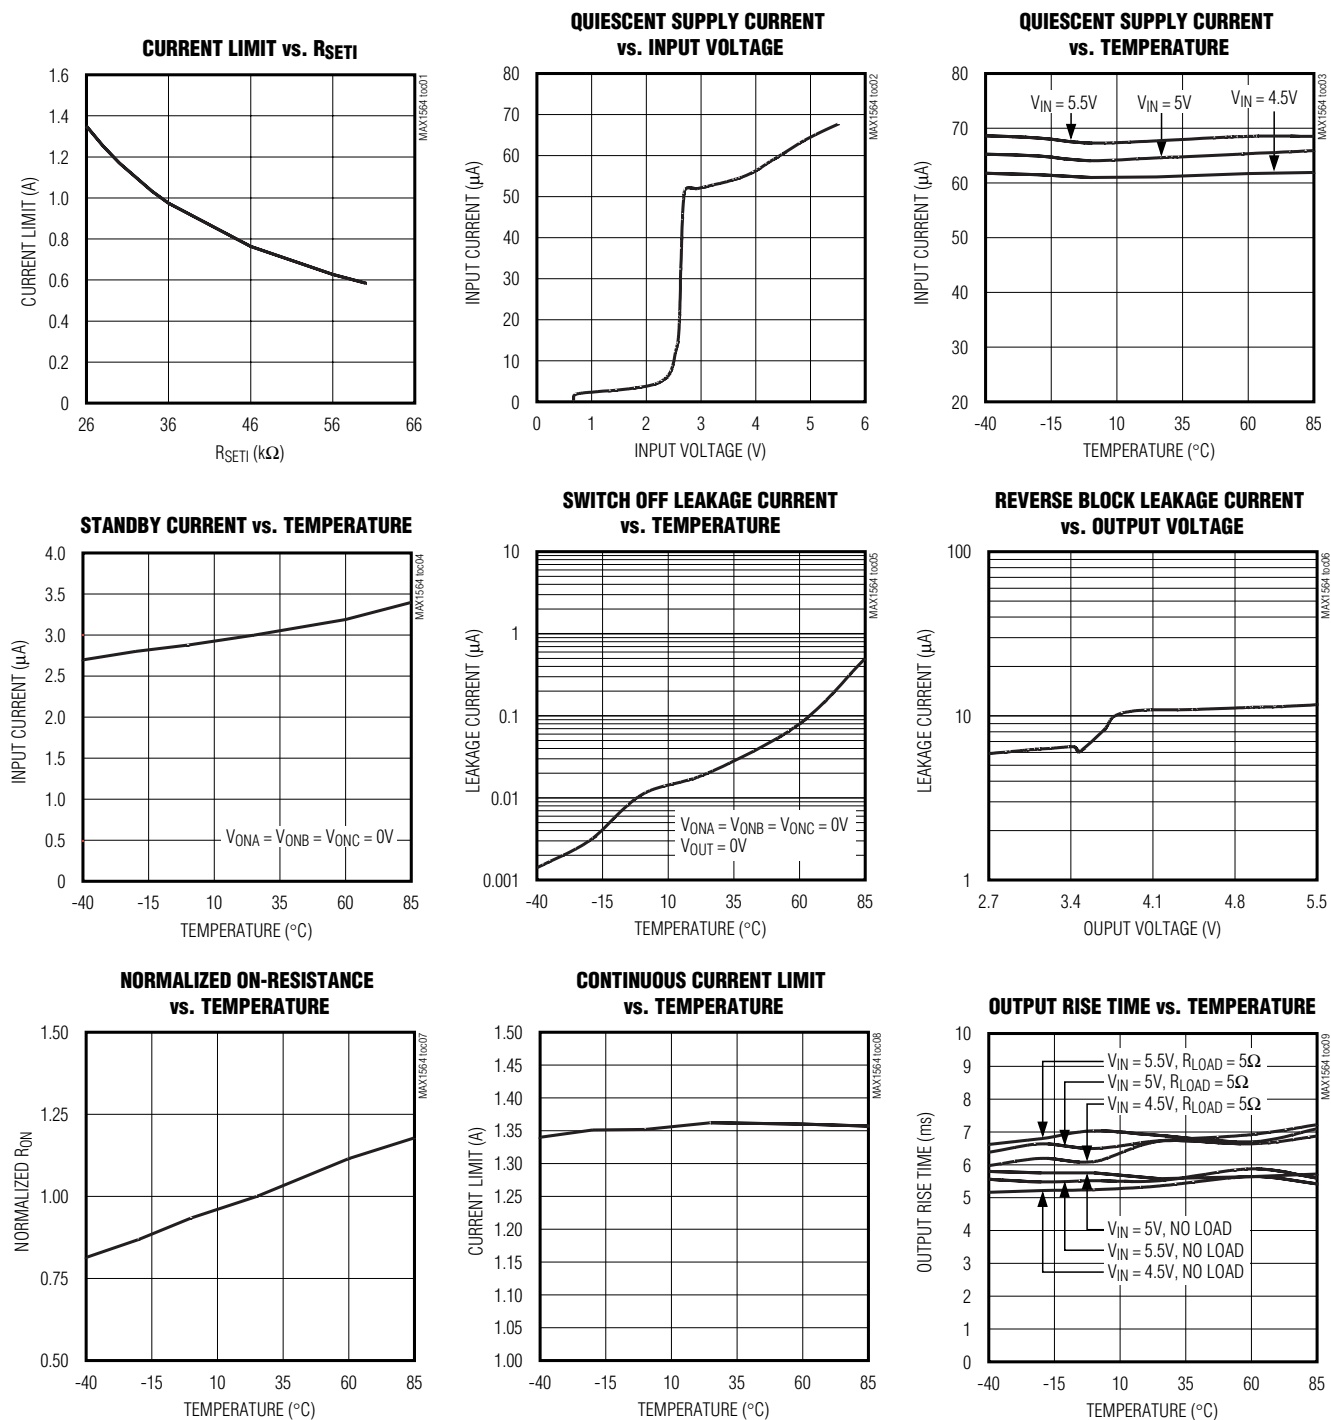 CURRENT LIMIT vs. RSETI
MAX1564 toc01
CURRENT LIMIT (A)
1.6
1.4
1.2
1.0
0.8
0.6
0.4
0.2
0
26 36 46 56 66
RSETI (kΩ)
QUIESCENT SUPPLY CURRENT
vs. INPUT VOLTAGE
MAX1564 toc02
INPUT CURRENT (µA)
80
70
60
50
40
30
20
10
0
0 1 2 3 4 5 6
INPUT VOLTAGE (V)
QUIESCENT SUPPLY CURRENT
vs. TEMPERATURE
MAX1564 toc03
INPUT CURRENT (µA)
80
70
60
50
40
30
20
VIN = 5.5V VIN = 5V VIN = 4.5V
-40 -15 10 35 60 85
TEMPERATURE (°C)
STANDBY CURRENT vs. TEMPERATURE
MAX1564 toc04
INPUT CURRENT (µA)
4.0
3.5
3.0
2.5
2.0
1.5
1.0
0.5
0
VONA = VONB = VONC = 0V
-40 -15 10 35 60 85
TEMPERATURE (°C)
SWITCH OFF LEAKAGE CURRENT
vs. TEMPERATURE
MAX1564 toc05
LEAKAGE CURRENT (µA)
10
1
0.1
0.01
0.001
VONA = VONB = VONC = 0V
VOUT = 0V
-40 -15 10 35 60 85
TEMPERATURE (°C)
REVERSE BLOCK LEAKAGE CURRENT
vs. OUTPUT VOLTAGE
MAX1564 toc06
LEAKAGE CURRENT (µA)
100
10
1
2.7 3.4 4.1 4.8 5.5
OUPUT VOLTAGE (V)
NORMALIZED ON-RESISTANCE
vs. TEMPERATURE
MAX1564 toc07
NORMALIZED RON
1.50
1.25
1.00
0.75
0.50
-40 -15 10 35 60 85
TEMPERATURE (°C)
CONTINUOUS CURRENT LIMIT
vs. TEMPERATURE
MAX1564 toc08
CURRENT LIMIT (A)
1.50
1.45
1.40
1.35
1.30
1.25
1.20
1.15
1.10
1.05
1.00
-40 -15 10 35 60 85
TEMPERATURE (°C)
OUTPUT RISE TIME vs. TEMPERATURE
MAX1564 toc09
OUTPUT RISE TIME (ms)
10
9
8
7
6
5
4
3
2
1
0
VIN = 5.5V, RLOAD = 5Ω
VIN = 5V, RLOAD = 5Ω
VIN = 4.5V, RLOAD = 5Ω
VIN = 5V, NO LOAD
VIN = 5.5V, NO LOAD
VIN = 4.5V, NO LOAD
-40 -15 10 35 60 85
TEMPERATURE (°C)